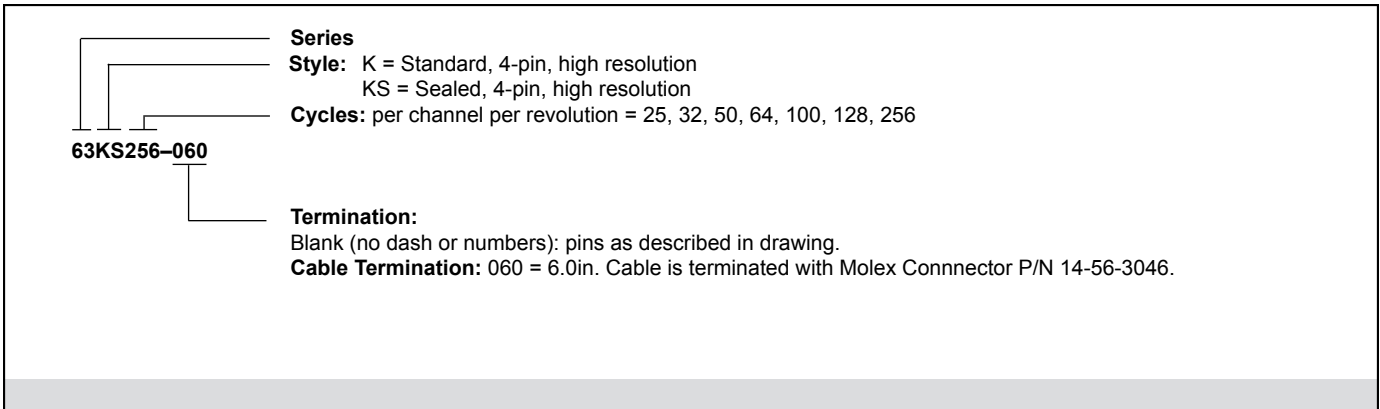 Series
Style: K = Standard, 4-pin, high resolution
KS = Sealed, 4-pin, high resolution
Cycles: per channel per revolution = 25, 32, 50, 64, 100, 128, 256
63KS256–060
Termination:
Blank (no dash or numbers): pins as described in drawing.
Cable Termination: 060 = 6.0in. Cable is terminated with Molex Connnector P/N 14-56-3046.